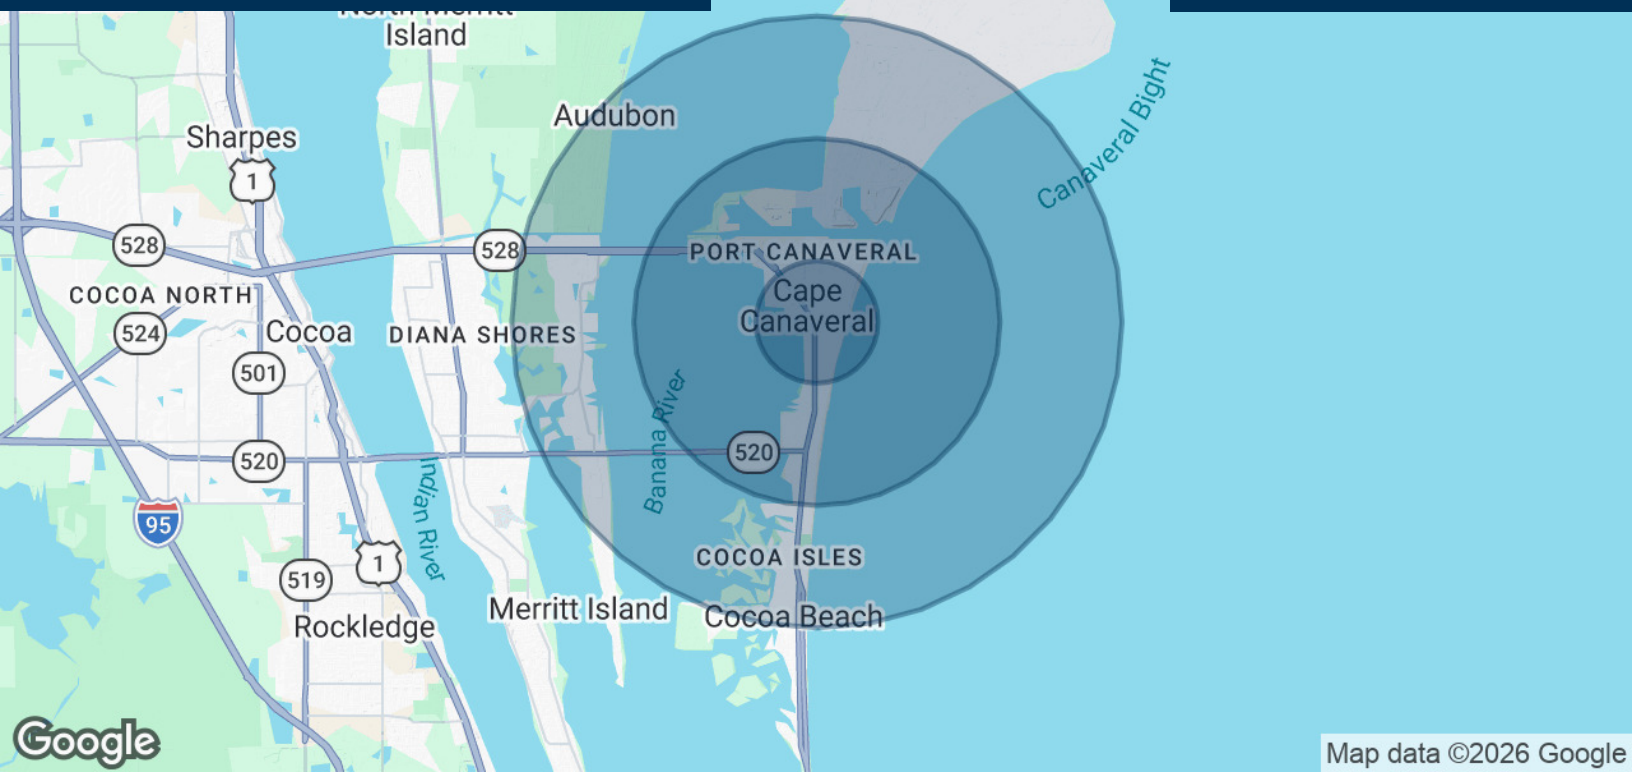 North Merritt
Island
Audubon
Canaveral Bight
Sharpes
1
528
528
PORT CANAVERAL
COCOA NORTH
Cape
Canaveral
524
Cocoa
DIANA SHORES
501
Banana River
520
520
Indian River
95
COCOA ISLES
1
519
Merritt Island
Cocoa Beach
Rockledge
Google
Map data ©2026 Google